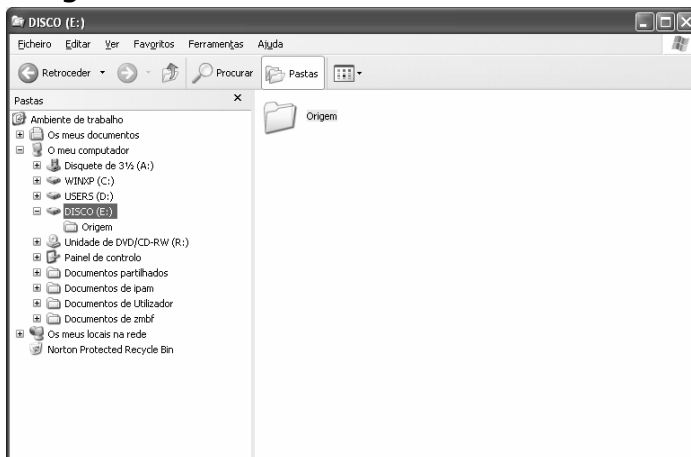 DISCO (E:)
Ficheiro Editar Ver Favoritos Ferramentas Ajuda
Retroceder Procurar Pastas
Pastas
Ambiente de trabalho
Os meus documentos
O meu computador
Disquete de 3½ (A:)
WINXP (C:)
USERS (D:)
DISCO (E:)
Origem
Unidade de DVD/CD-RW (R:)
Painel de controlo
Documentos partilhados
Documentos de ipam
Documentos de Utilizador
Documentos de zmbf
Os meus locais na rede
Norton Protected Recycle Bin
Origem